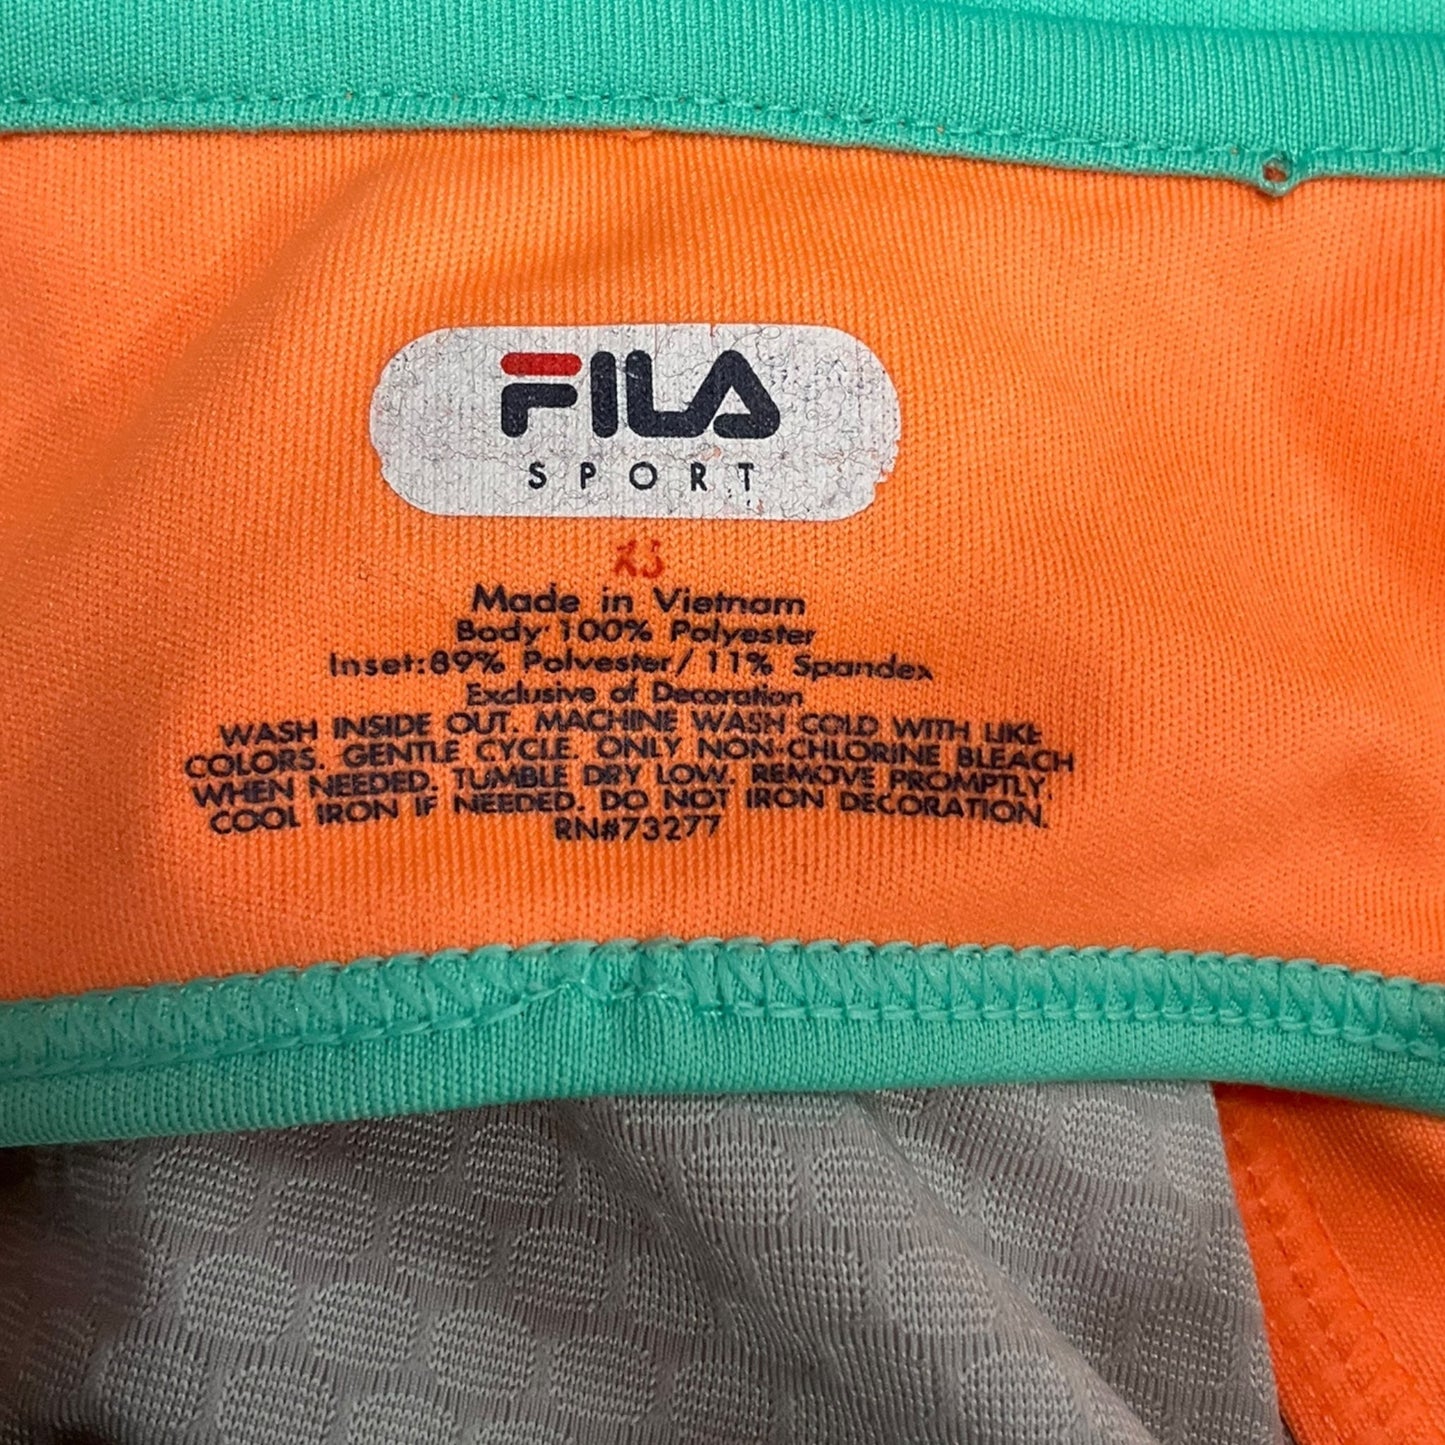 FILA
SPORT
XS
Made in Vietnam
Body: 100% Polyester
Inset: 89% Polyester/ 11% Spandex
Exclusive of Decoration
WASH INSIDE OUT. MACHINE WASH COLD WITH LIKE
COLORS. GENTLE CYCLE. ONLY NON-CHLORINE BLEACH
WHEN NEEDED. TUMBLE DRY LOW. REMOVE PROMPTLY.
COOL IRON IF NEEDED. DO NOT IRON DECORATION.
RN#73277